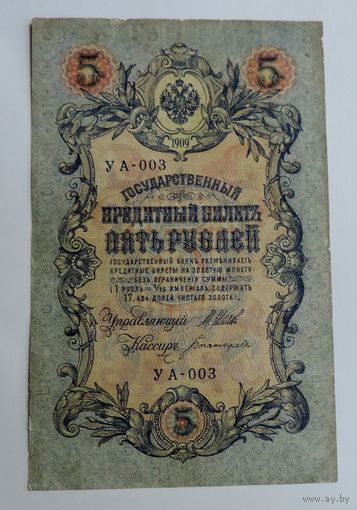 5 5
1909
УА-003
ГОСУДАРСТВЕННЫЙ
КРЕДИТНЫЙ БИЛЕТЪ
ПЯТЬ РУБЛЕЙ
ГОСУДАРСТВЕННЫЙ БАНКЪ РАЗМѢНИВАЕТЪ
КРЕДИТНЫЕ БИЛЕТЫ НА ЗОЛОТУЮ МОНЕТУ
БЕЗЪ ОГРАНИЧЕНІЯ СУММЫ
(1 РУБЛЬ = 1/15 ИМПЕРІАЛА, СОДЕРЖИТЪ
17,424 ДОЛЕЙ ЧИСТАГО ЗОЛОТА).
Управляющій
Кассиръ
УА-003
5
www.ay.by